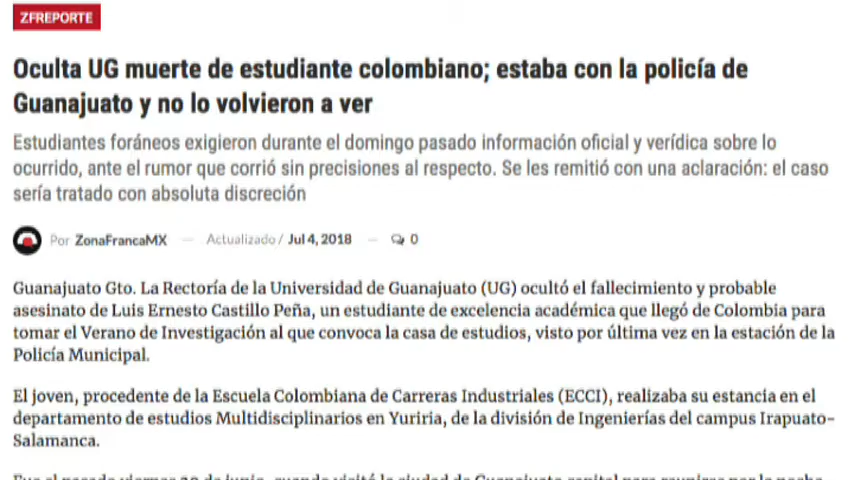 ZFREPORTE
Oculta UG muerte de estudiante colombiano; estaba con la policía de
Guanajuato y no lo volvieron a ver
Estudiantes foráneos exigieron durante el domingo pasado información oficial y verídica sobre lo
ocurrido, ante el rumor que corrió sin precisiones al respecto. Se les remitió con una aclaración: el caso
sería tratado con absoluta discreción
Por ZonaFrancaMX — Actualizado / Jul 4, 2018 — 0
Guanajuato Gto. La Rectoría de la Universidad de Guanajuato (UG) ocultó el fallecimiento y probable
asesinato de Luis Ernesto Castillo Peña, un estudiante de excelencia académica que llegó de Colombia para
tomar el Verano de Investigación al que convoca la casa de estudios, visto por última vez en la estación de la
Policía Municipal.
El joven, procedente de la Escuela Colombiana de Carreras Industriales (ECCI), realizaba su estancia en el
departamento de estudios Multidisciplinarios en Yuriria, de la división de Ingenierías del campus Irapuato-
Salamanca.